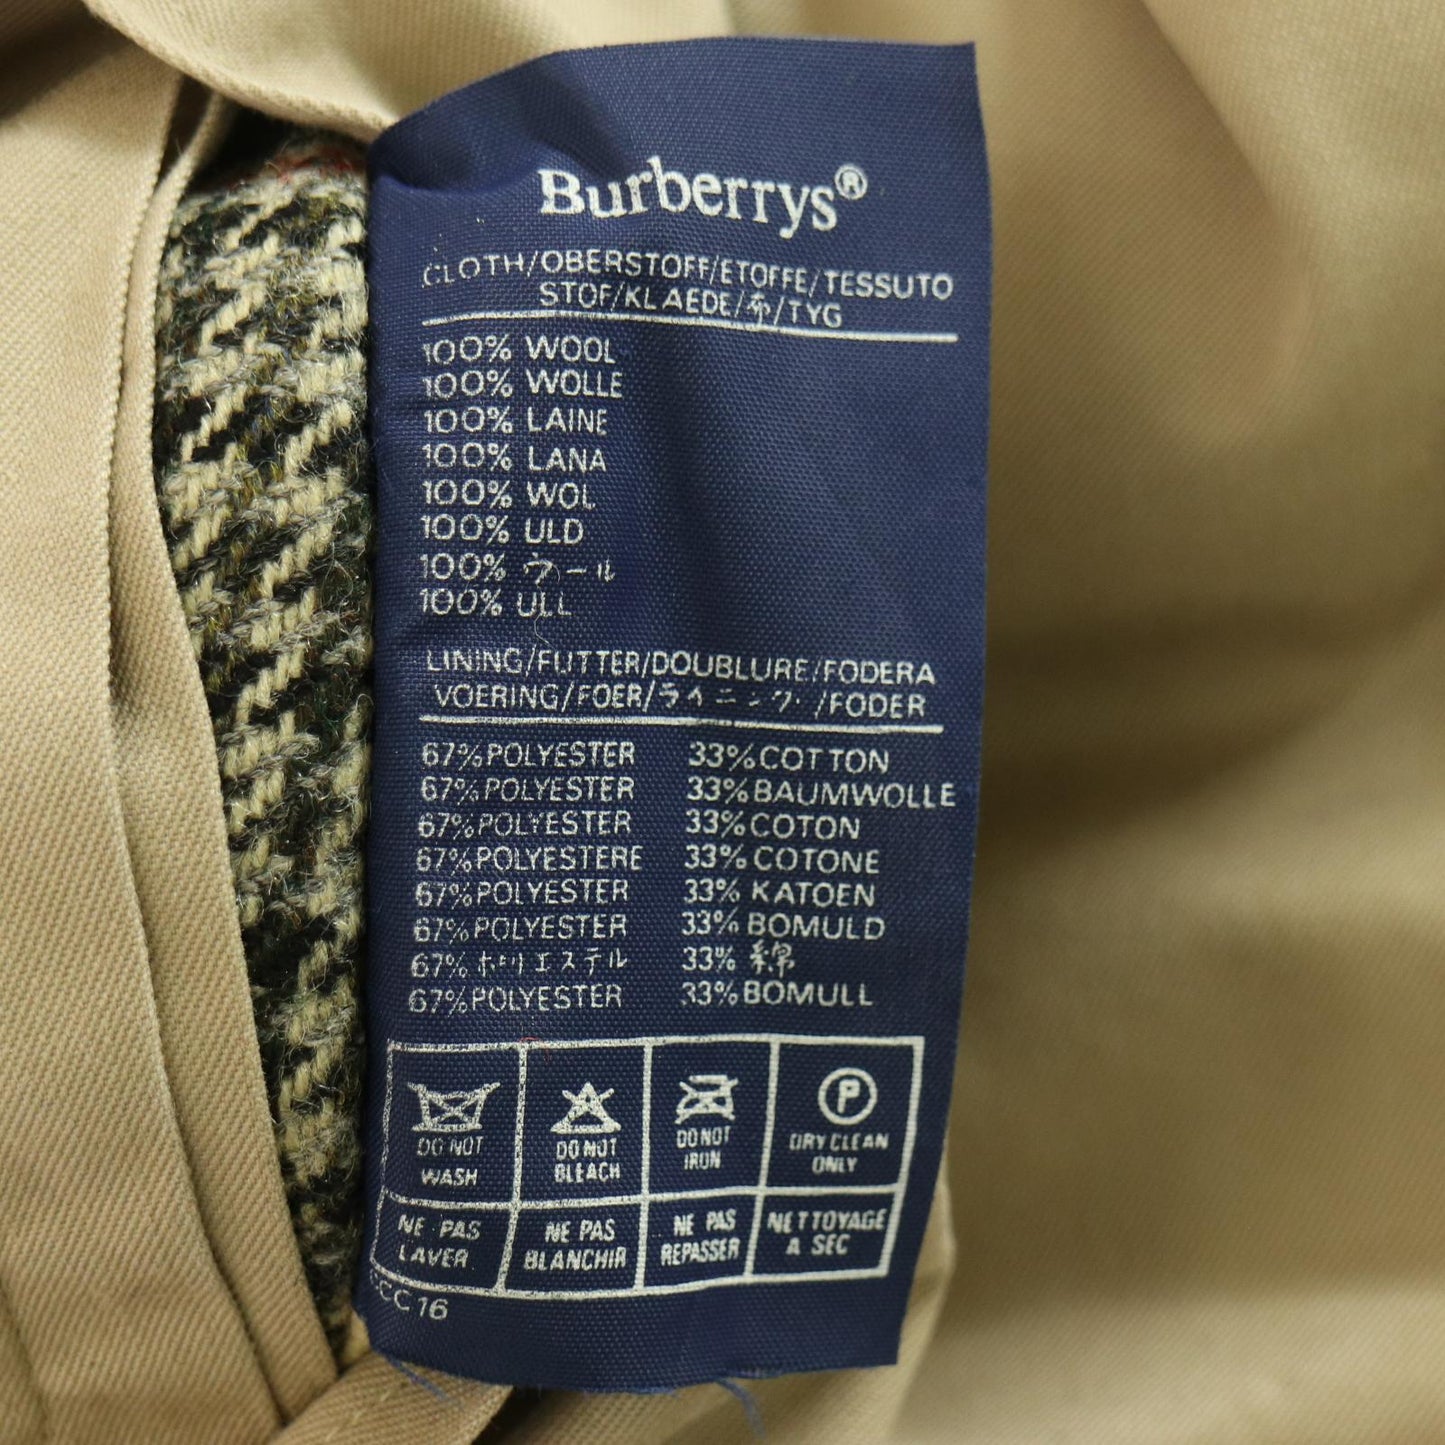 Burberrys®
CLOTH/OBERSTOFF/ETOFFE/TESSUTO
STOF/KLAEDE/布/TYG
100% WOOL
100% WOLLE
100% LAINE
100% LANA
100% WOL
100% ULD
100% ウール
100% ULL
LINING/FUTTER/DOUBLURE/FODERA
VOERING/FOER/ライニング/FODER
67%POLYESTER 33%COTTON
67%POLYESTER 33%BAUMWOLLE
67%POLYESTER 33%COTON
67%POLYESTERE 33%COTONE
67%POLYESTER 33% KATOEN
67%POLYESTER 33%BOMULD
67% ポリエステル 33% 綿
67%POLYESTER 33%BOMULL
P
DO NOT WASH
DO NOT BLEACH
DO NOT IRON
DRY CLEAN ONLY
NE PAS LAVER
NE PAS BLANCHIR
NE PAS REPASSER
NETTOYAGE A SEC
CC16